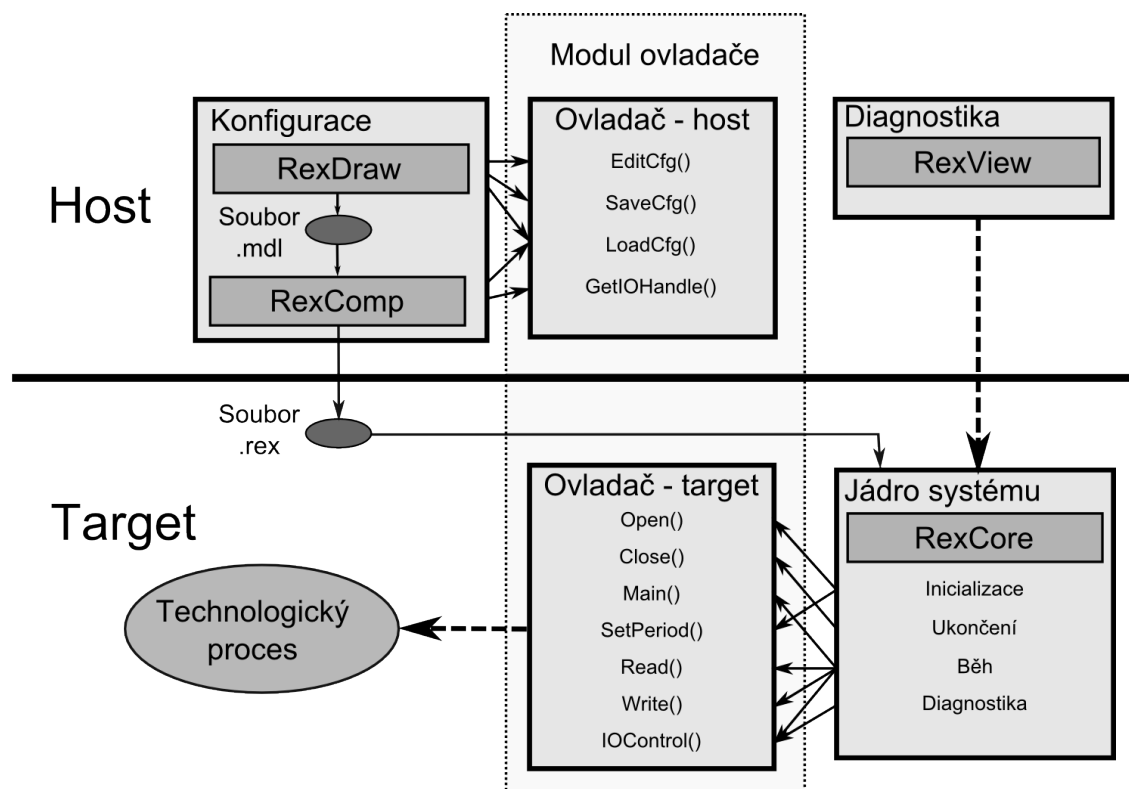 Modul ovladače
Konfigurace
RexDraw
Soubor
.mdl
RexComp
Ovladač - host
EditCfg()
SaveCfg()
LoadCfg()
GetIOHandle()
Diagnostika
RexView
Host
Soubor
.rex
Target
Technologický
proces
Ovladač - target
Open()
Close()
Main()
SetPeriod()
Read()
Write()
IOControl()
Jádro systému
RexCore
Inicializace
Ukončení
Běh
Diagnostika